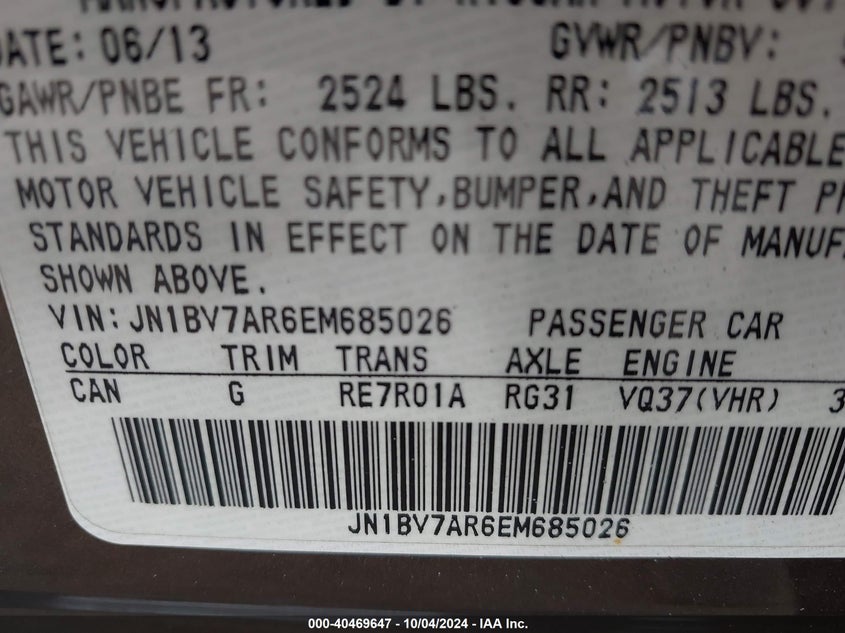 DATE: 06/13 GVWR/PNBV:
GAWR/PNBE FR: 2524 LBS. RR: 2513 LBS.
THIS VEHICLE CONFORMS TO ALL APPLICABLE
MOTOR VEHICLE SAFETY,BUMPER,AND THEFT
STANDARDS IN EFFECT ON THE DATE OF MANUF
SHOWN ABOVE.
VIN:JN1BV7AR6EM685026 PASSENGER CAR
COLOR TRIM TRANS AXLE ENGINE
CAN G RE7R01A RG31 VQ37(VHR) 3
JN1BV7AR6EM685026
000-40469647 - 10/04/2024 - IAA Inc.